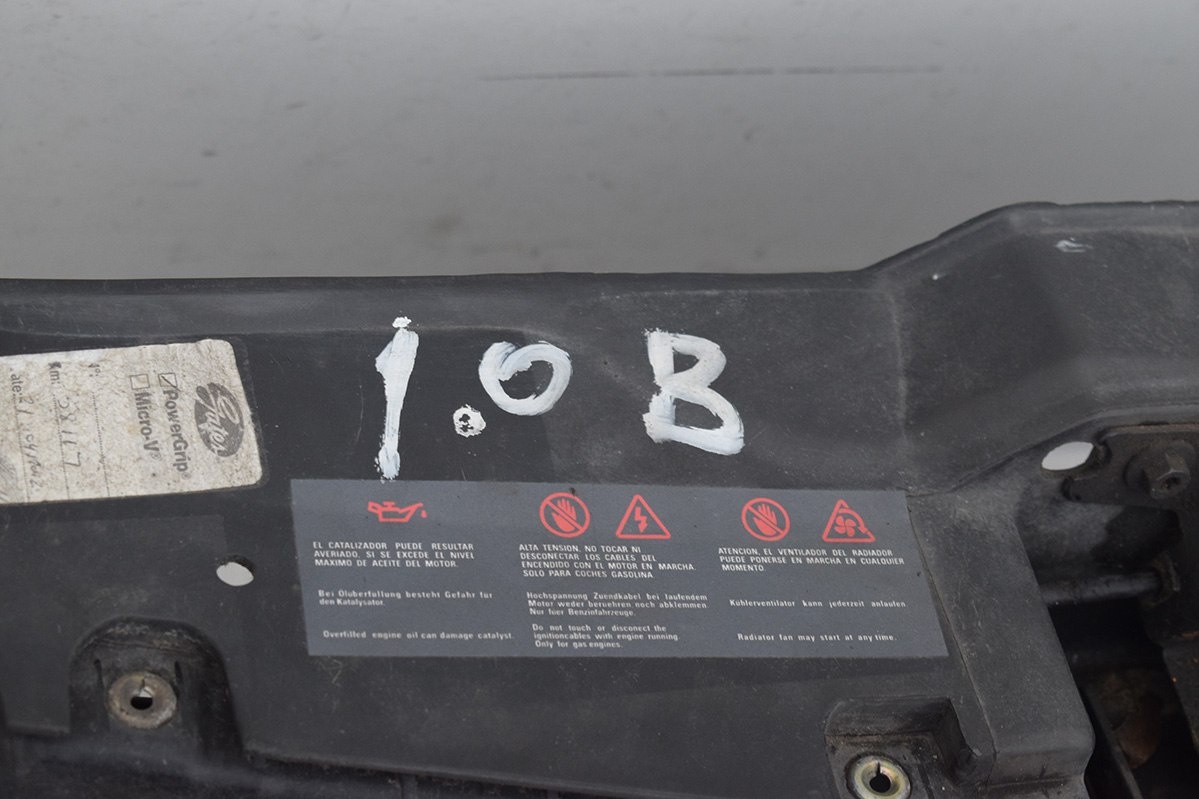 1.0 B
Gates
PowerGrip®
Micro-V®
EL CATALIZADOR PUEDE RESULTAR
AVERIADO, SI SE EXCEDE EL NIVEL
MAXIMO DE ACEITE DEL MOTOR.
Bei Ölüberfüllung besteht Gefahr für
den Katalysator.
Overfilled engine oil can damage catalyst.
ALTA TENSION, NO TOCAR NI
DESCONECTAR LOS CABLES DEL
ENCENDIDO CON EL MOTOR EN MARCHA.
SOLO PARA COCHES GASOLINA
Hochspannung Zuendkabel bei laufendem
Motor weder beruehren noch abklemmen
Nur füer Benzinfahrzeuge.
Do not touch or disconect the
ignitioncables with engine running.
Only for gas engines.
ATENCION, EL VENTILADOR DEL RADIADOR
PUEDE PONERSE EN MARCHA EN CUALQUIER
MOMENTO.
Kühlerventilator kann jederzeit anlaufen.
Radiator fan may start at any time.